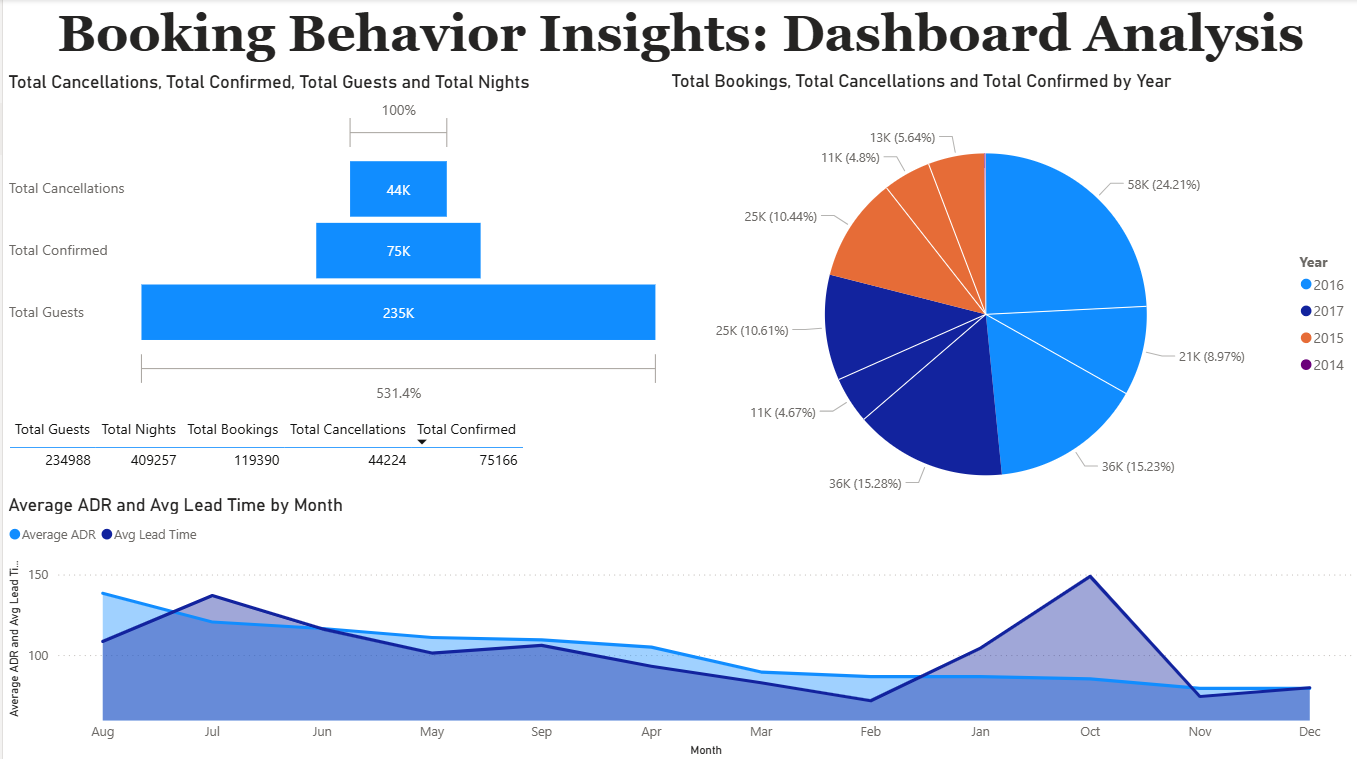 Booking Behavior Insights: Dashboard Analysis
Total Cancellations, Total Confirmed, Total Guests and Total Nights
100%
Total Cancellations
44K
Total Confirmed
75K
Total Guests
235K
531.4%
Total Guests Total Nights Total Bookings Total Cancellations Total Confirmed
234988 409257 119390 44224 75166
Total Bookings, Total Cancellations and Total Confirmed by Year
13K (5.64%)
11K (4.8%)
58K (24.21%)
25K (10.44%)
25K (10.61%)
21K (8.97%)
11K (4.67%)
36K (15.23%)
36K (15.28%)
Year
2016
2017
2015
2014
Average ADR and Avg Lead Time by Month
Average ADR Avg Lead Time
Average ADR and Avg Lead Ti...
150
100
Aug Jul Jun May Sep Apr Mar Feb Jan Oct Nov Dec
Month